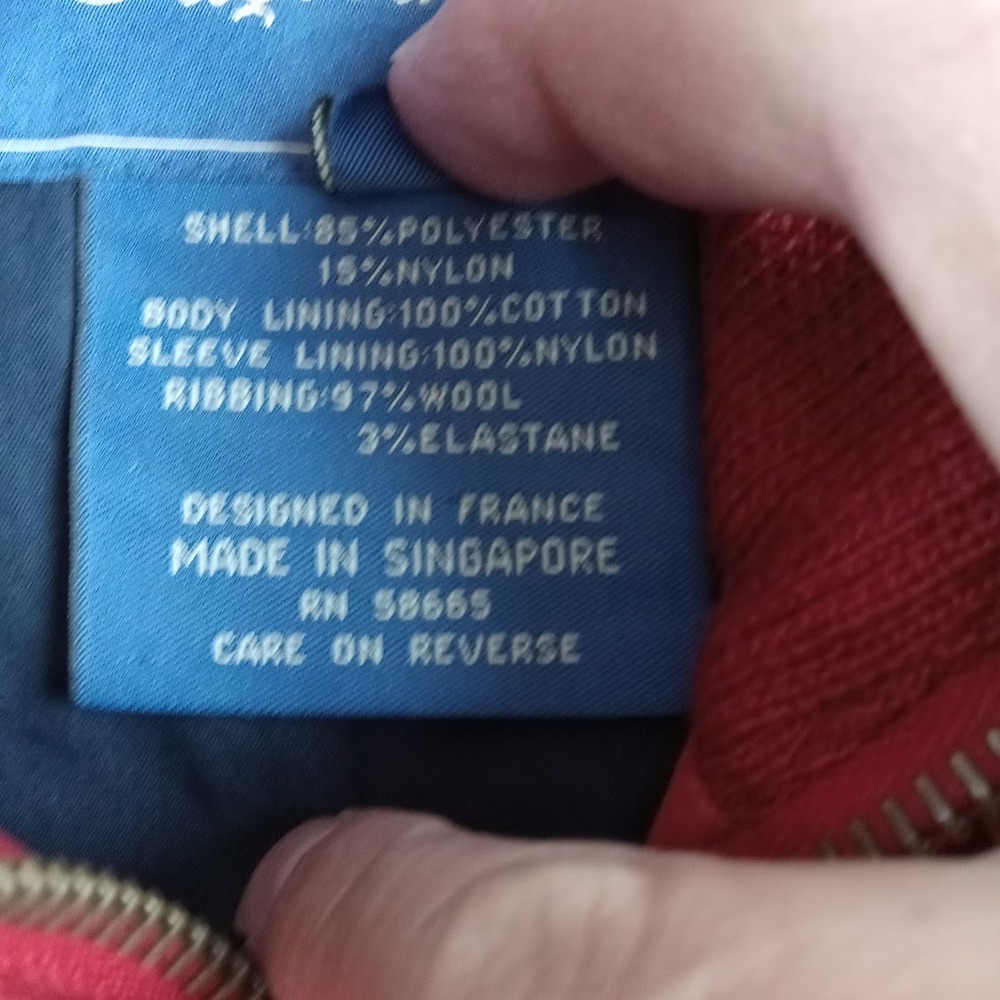 SHELL:85%POLYESTER
15%NYLON
BODY LINING:100%COTTON
SLEEVE LINING:100%NYLON
RIBBING:97%WOOL
3%ELASTANE
DESIGNED IN FRANCE
MADE IN SINGAPORE
RN 58665
CARE ON REVERSE